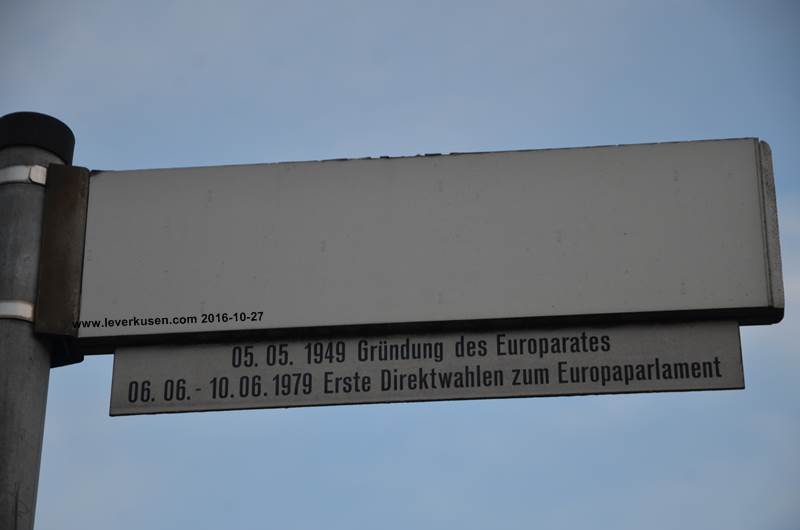 www.leverkusen.com 2016-10-27
05. 05. 1949 Gründung des Europarates
06. 06. - 10. 06. 1979 Erste Direktwahlen zum Europaparlament